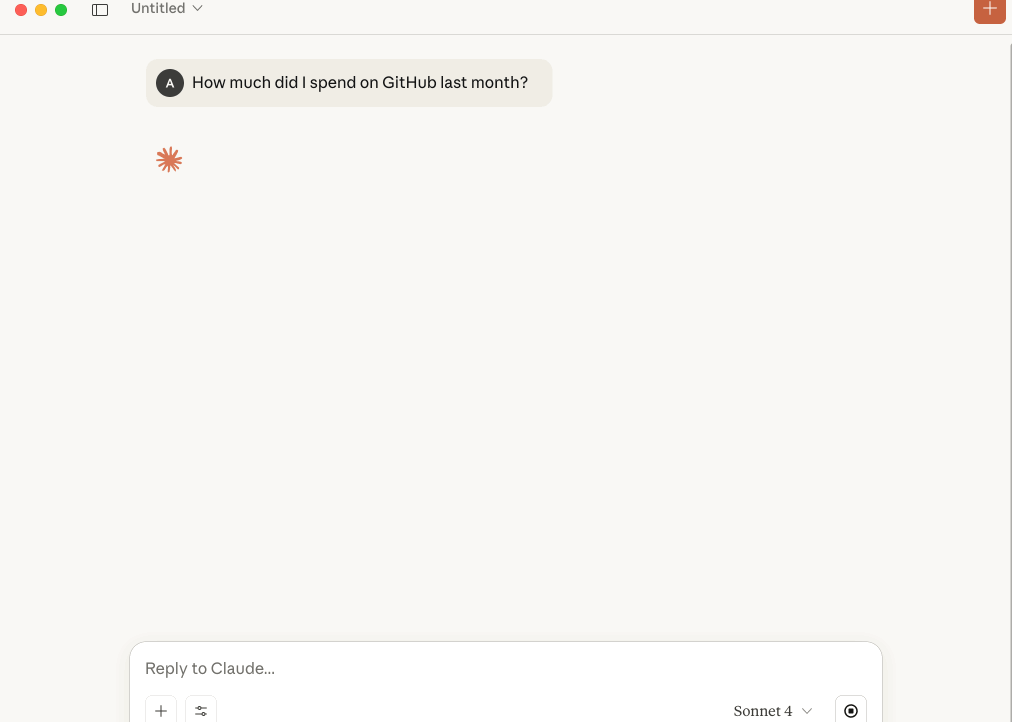 Untitled
A
How much did I spend on GitHub last month?
Reply to Claude...
Sonnet 4